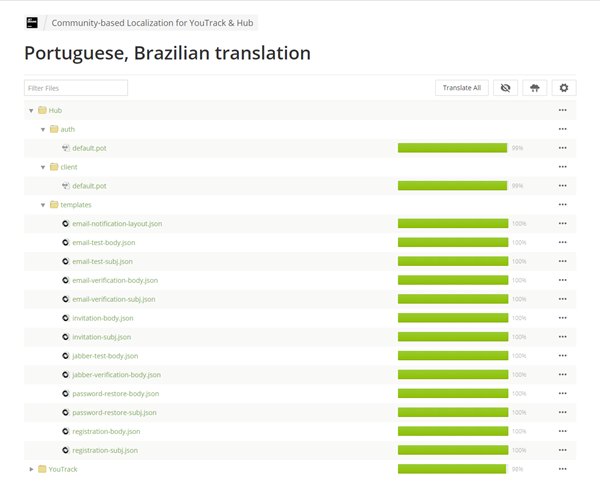 Community-based Localization for YouTrack & Hub
Portuguese, Brazilian translation
Filter Files
Translate All
Hub
auth
default.pot 99%
client
default.pot 99%
templates
email-notification-layout.json 100%
email-test-body.json 100%
email-test-subj.json 100%
email-verification-body.json 100%
email-verification-subj.json 100%
invitation-body.json 100%
invitation-subj.json 100%
jabber-test-body.json 100%
jabber-verification-body.json 100%
password-restore-body.json 100%
password-restore-subj.json 100%
registration-body.json 100%
registration-subj.json 100%
YouTrack 98%